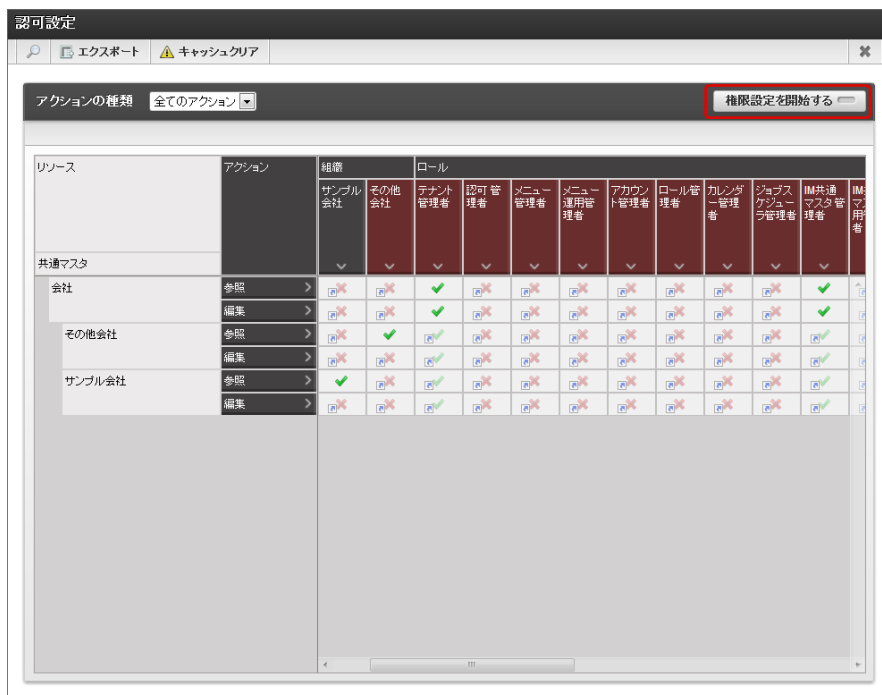 認可設定
エクスポート キャッシュクリア
アクションの種類 全てのアクション 権限設定を開始する
リソース アクション 組織 ロール
サンプル会社 その他会社 テナント管理者 認可管理者 メニュー管理者 メニュー運用管理者 アカウント管理者 ロール管理者 カレンダー管理者 ジョブスケジューラ管理者 IM共通マスタ管理者
共通マスタ
会社 参照
編集
その他会社 参照
編集
サンプル会社 参照
編集